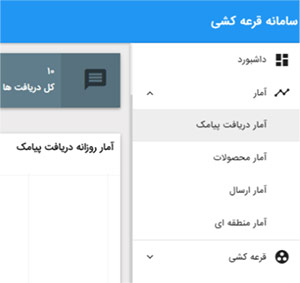 سامانه قرعه کشی
داشبورد
آمار
آمار دریافت پیامک
آمار محصولات
آمار ارسال
آمار منطقه ای
قرعه کشی
۱۰
کل دریافت ها
آمار روزانه دریافت پیامک